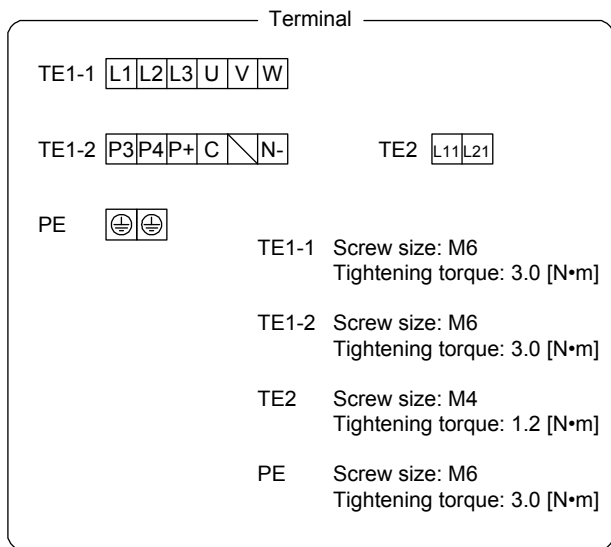 Terminal
TE1-1 L1 L2 L3 U V W
TE1-2 P3 P4 P+ C N- TE2 L11 L21
PE
TE1-1 Screw size: M6
Tightening torque: 3.0 [N•m]
TE1-2 Screw size: M6
Tightening torque: 3.0 [N•m]
TE2 Screw size: M4
Tightening torque: 1.2 [N•m]
PE Screw size: M6
Tightening torque: 3.0 [N•m]